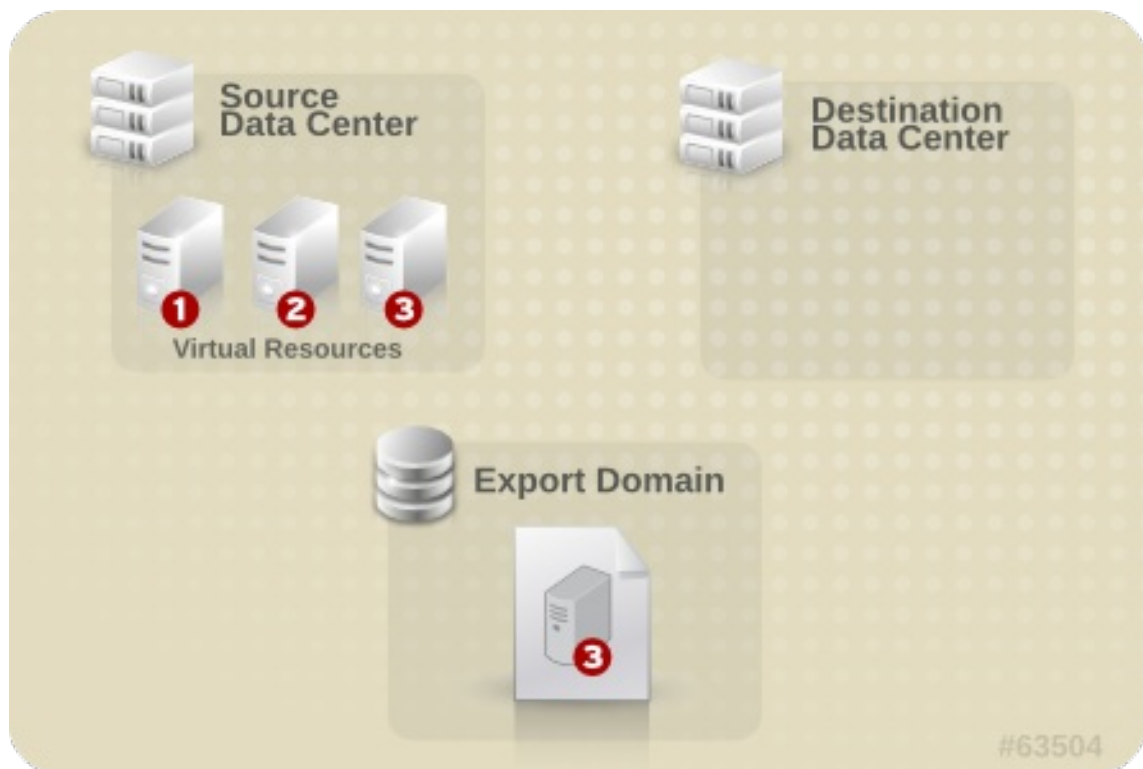 Source
Data Center
Destination
Data Center
1 2 3
Virtual Resources
Export Domain
3
#63504